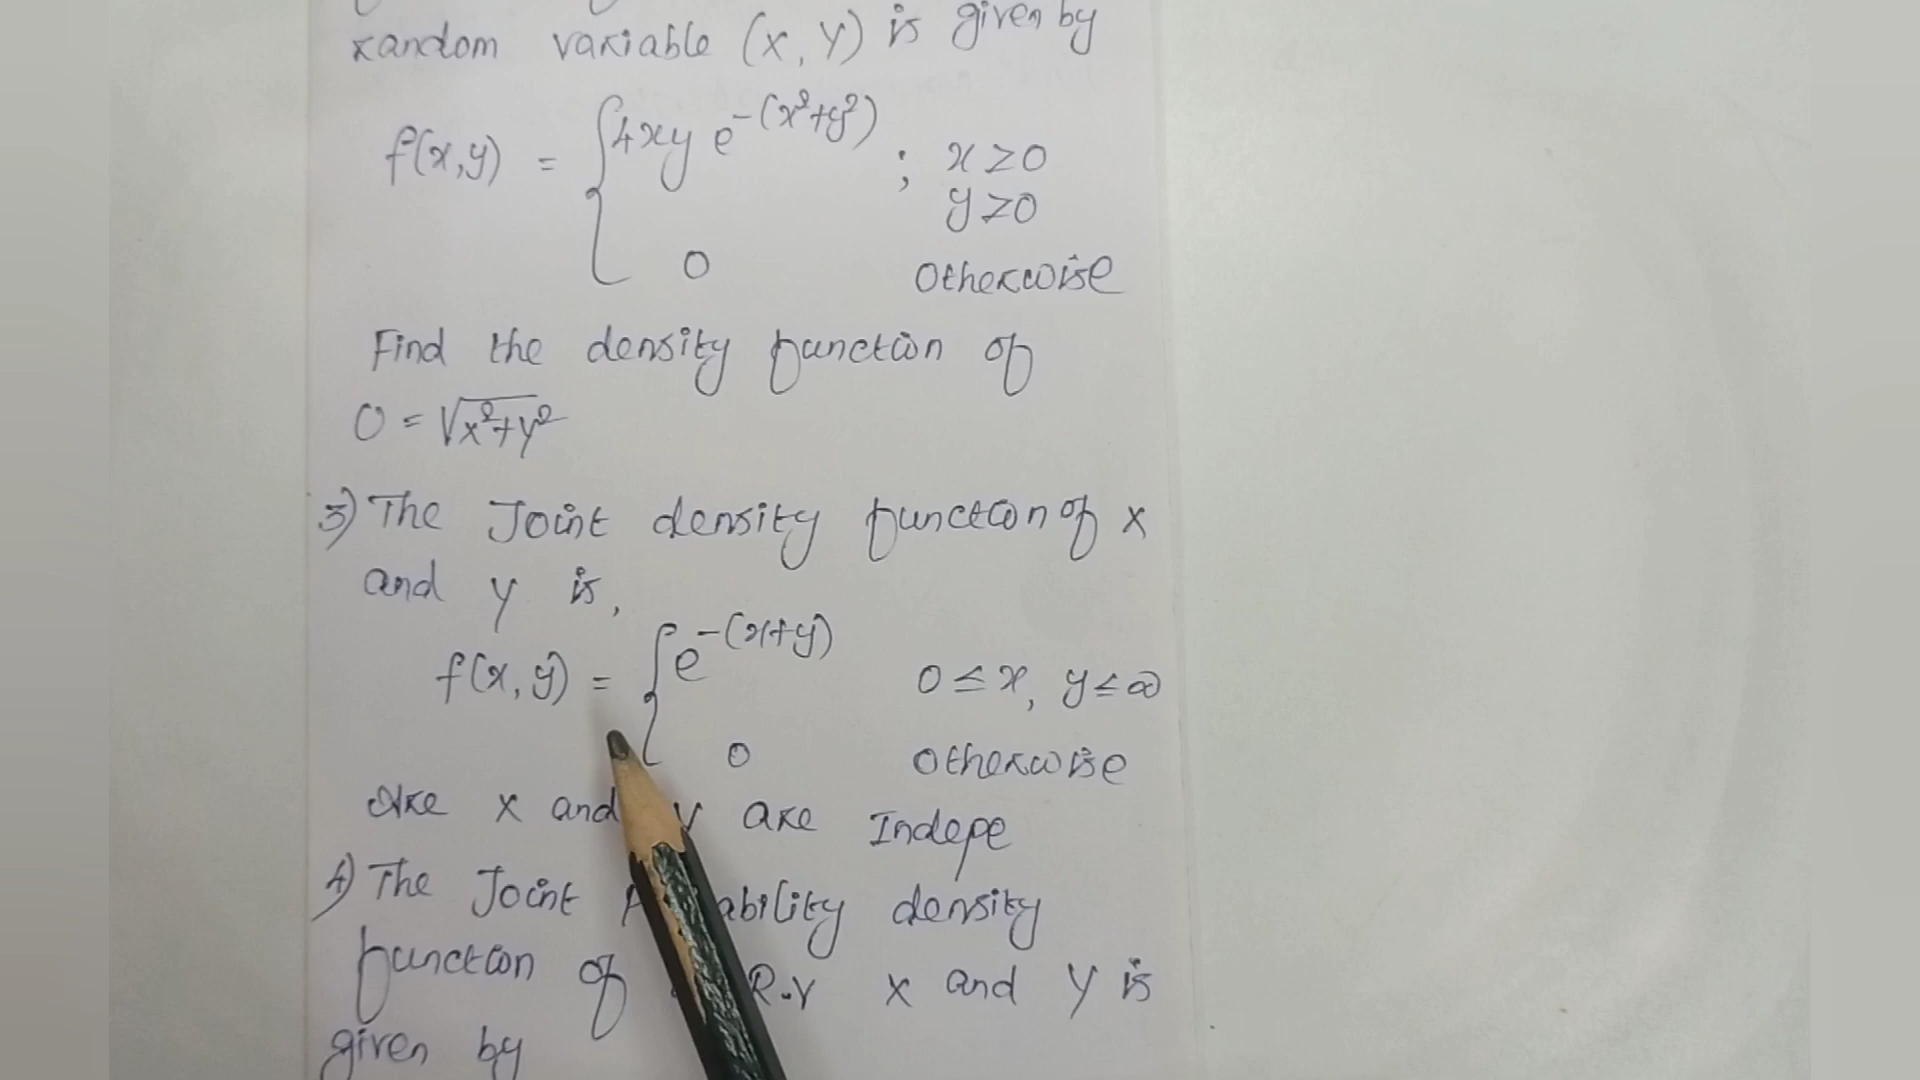 random variable (X, Y) is given by
f(x,y) = { 4xy e^-(x²+y²) ; x ≥ 0
y ≥ 0
0 otherwise
Find the density function of
U = √x²+y²
3) The Joint density function of x
and y is,
f(x, y) = { e^-(x+y) 0 ≤ x, y ≤ ∞
0 otherwise
Are x and y are Indepe
4) The Joint density
function of R.V x and y is
given by